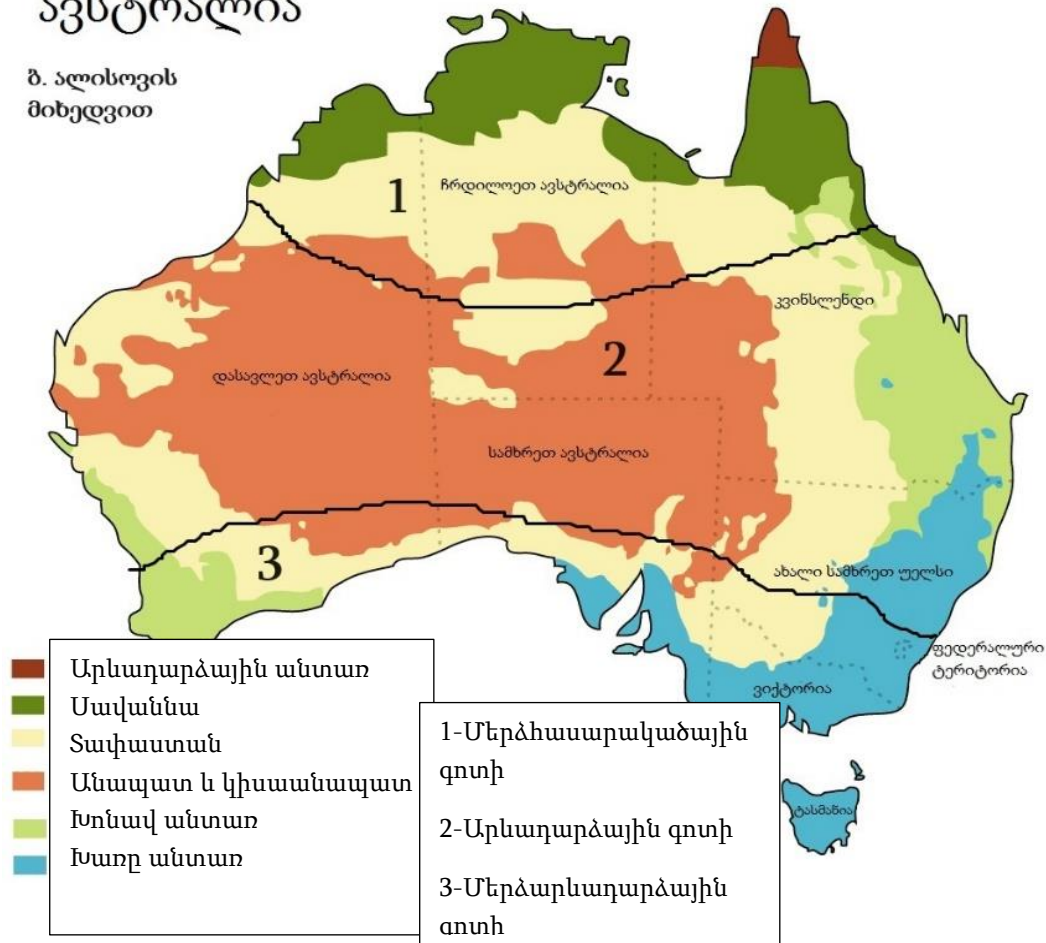 ავსტრალია
ბ. ალისოვის
მიხედვით
1
ჩრდილოეთ ავსტრალია
კვინსლენდი
2
დასავლეთ ავსტრალია
სამხრეთ ავსტრალია
3
ახალი სამხრეთ უელსი
ფედერალური
ტერიტორია
ვიქტორია
ტასმანია
Արևադարձային անտառ
Սավաննա
Տափաստան
Անապատ և կիսաանապատ
Խոնավ անտառ
Խառը անտառ
1-Մերձհասարակածային
գոտի
2-Արևադարձային գոտի
3-Մերձարևադարձային
գոտի